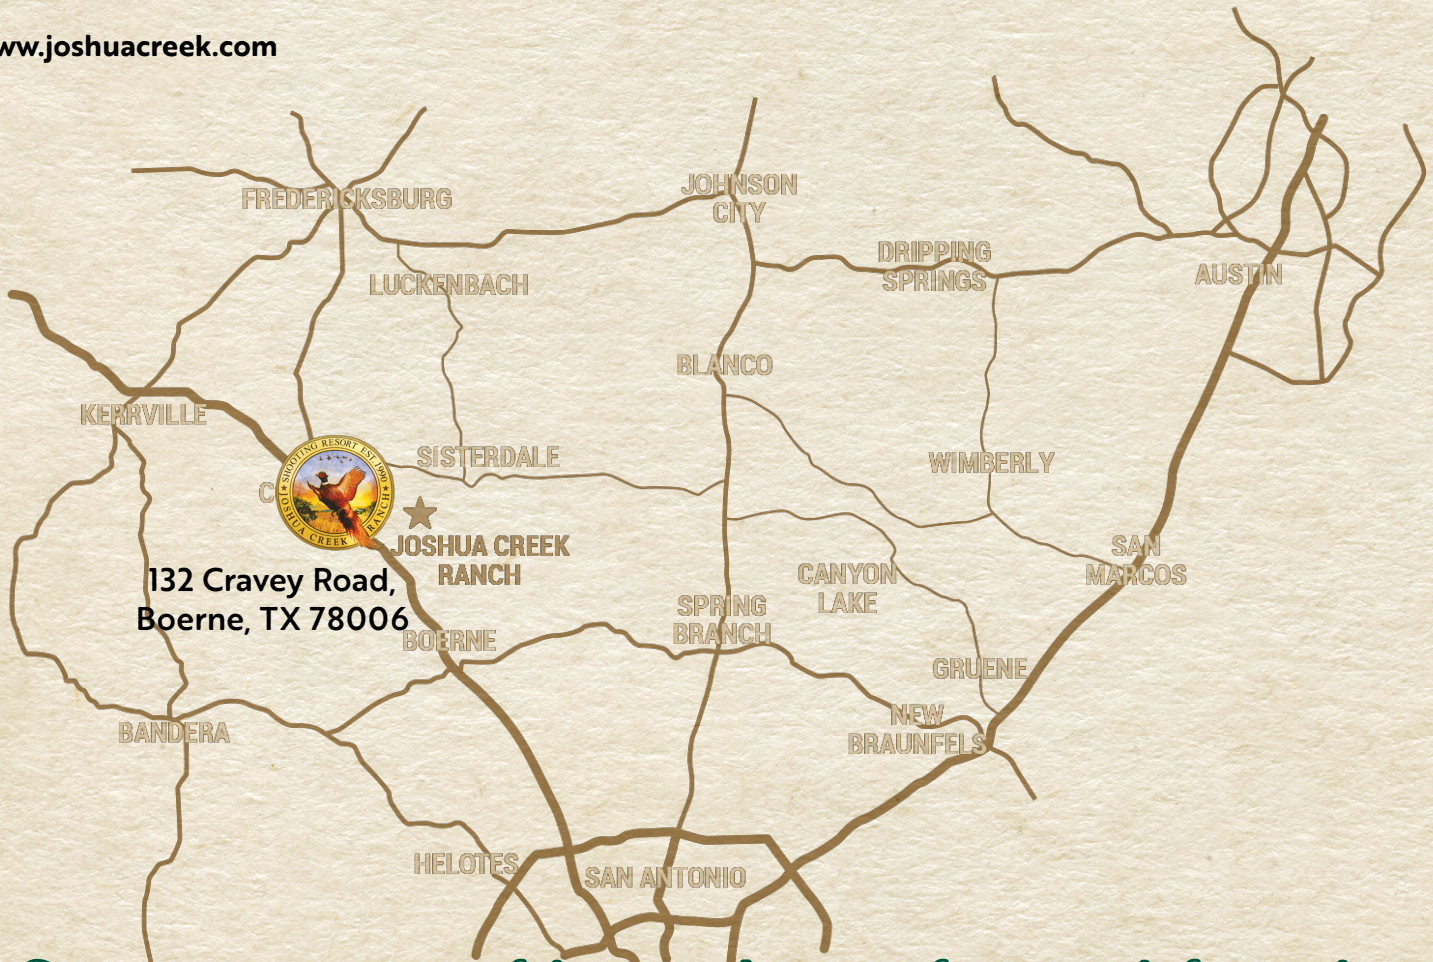 ww.joshuacreek.com
FREDERICKSBURG
JOHNSON
CITY
DRIPPING
SPRINGS
AUSTIN
LUCKENBACH
BLANCO
KERRVILLE
SISTERDALE
WIMBERLY
SHOOTING RESORT EST. 1990
JOSHUA CREEK RANCH
C
JOSHUA CREEK
RANCH
132 Cravey Road,
Boerne, TX 78006
SAN
MARCOS
CANYON
LAKE
SPRING
BRANCH
BOERNE
GRUENE
NEW
BRAUNFELS
BANDERA
HELOTES
SAN ANTONIO